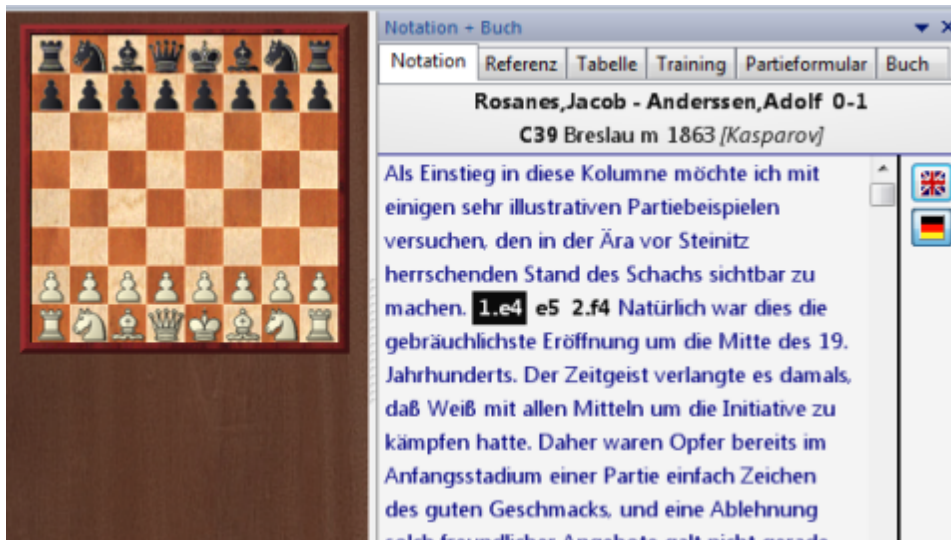 Notation + Buch
Notation Referenz Tabelle Training Partieformular Buch
Rosanes,Jacob - Anderssen,Adolf 0-1
C39 Breslau m 1863 [Kasparov]
Als Einstieg in diese Kolumne möchte ich mit
einigen sehr illustrativen Partiebeispielen
versuchen, den in der Ära vor Steinitz
herrschenden Stand des Schachs sichtbar zu
machen. 1.e4 e5 2.f4 Natürlich war dies die
gebräuchlichste Eröffnung um die Mitte des 19.
Jahrhunderts. Der Zeitgeist verlangte es damals,
daß Weiß mit allen Mitteln um die Initiative zu
kämpfen hatte. Daher waren Opfer bereits im
Anfangsstadium einer Partie einfach Zeichen
des guten Geschmacks, und eine Ablehnung